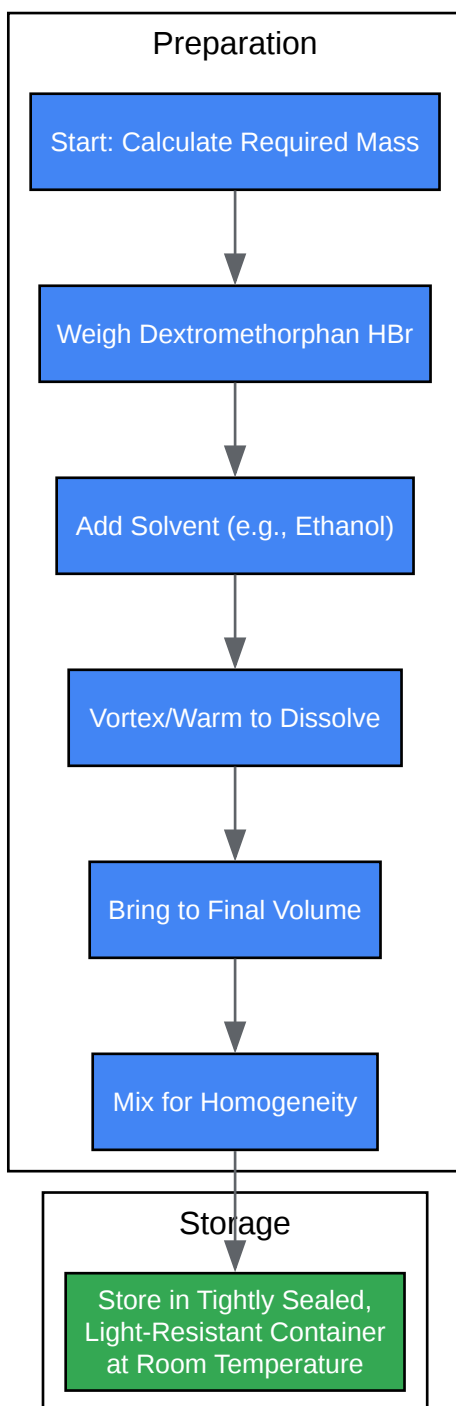 Preparation
Start: Calculate Required Mass
Weigh Dextromethorphan HBr
Add Solvent (e.g., Ethanol)
Vortex/Warm to Dissolve
Bring to Final Volume
Mix for Homogeneity
Storage
Store in Tightly Sealed,
Light-Resistant Container
at Room Temperature